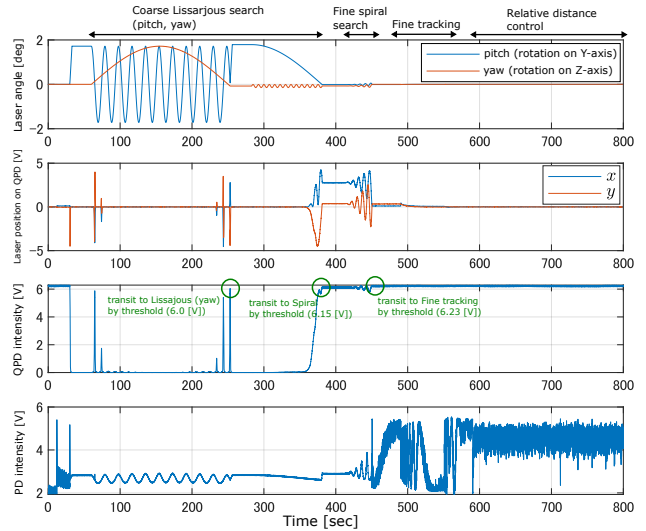 Coarse Lissarjous search
(pitch, yaw)
Fine spiral
search
Fine tracking
Relative distance
control
Laser angle [deg]
2
0
-2
pitch (rotation on Y-axis)
yaw (rotation on Z-axis)
0 100 200 300 400 500 600 700 800
Laser position on QPD [V]
5
0
-5
x
y
0 100 200 300 400 500 600 700 800
QPD intensity [V]
6
4
2
0
transit to Lissajous (yaw)
by threshold (6.0 [V])
transit to Spiral
by threshold (6.15 [V])
transit to Fine tracking
by threshold (6.23 [V])
0 100 200 300 400 500 600 700 800
PD intensity [V]
6
4
2
0 100 200 300 400 500 600 700 800
Time [sec]